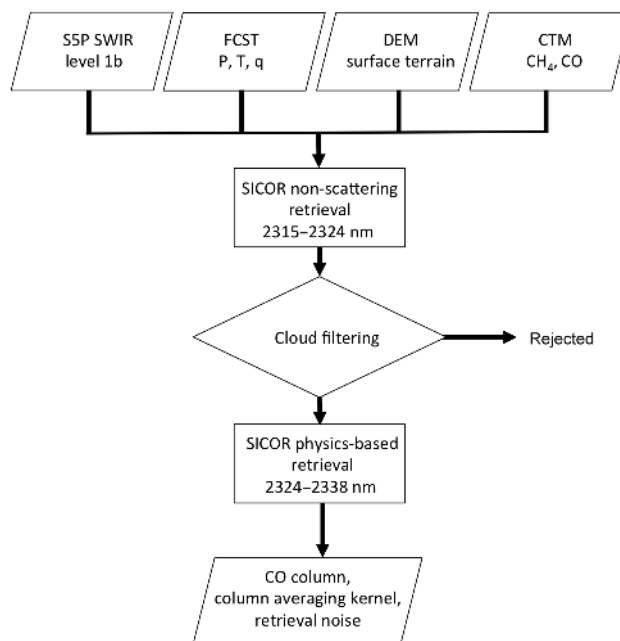 S5P SWIR
level 1b
FCST
P, T, q
DEM
surface terrain
CTM
CH₄, CO
SICOR non-scattering
retrieval
2315–2324 nm
Cloud filtering
Rejected
SICOR physics-based
retrieval
2324–2338 nm
CO column,
column averaging kernel,
retrieval noise